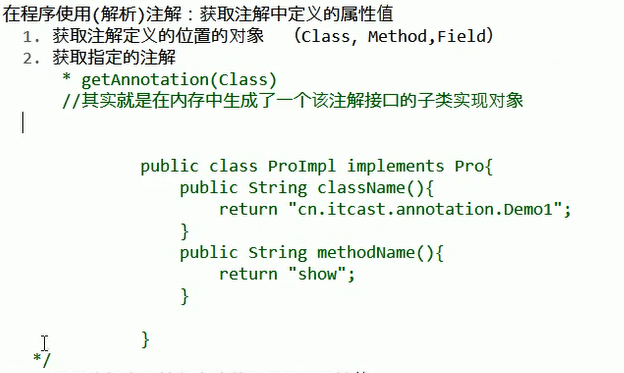 在程序使用(解析)注解：获取注解中定义的属性值
1. 获取注解定义的位置的对象 （Class, Method,Field）
2. 获取指定的注解
* getAnnotation(Class)
//其实就是在内存中生成了一个该注解接口的子类实现对象
public class ProImpl implements Pro{
public String className(){
return "cn.itcast.annotation.Demo1";
}
public String methodName(){
return "show";
}
}
*/